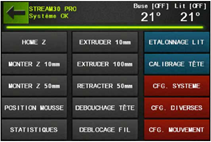 STREAM30 PRO
Système OK
Buse [OFF] Lit [OFF]
21° 21°
HOME Z
EXTRUDER 10mm
ETALONNAGE LIT
MONTER Z 10mm
EXTRUDER 100mm
CALIBRAGE TÊTE
MONTER Z 50mm
RETRACTER 50mm
CFG. SYSTEME
POSITION MOUSSE
DEBOUCHAGE TÊTE
CFG. DIVERSES
STATISTIQUES
DEBLOCAGE FIL
CFG. MOUVEMENT